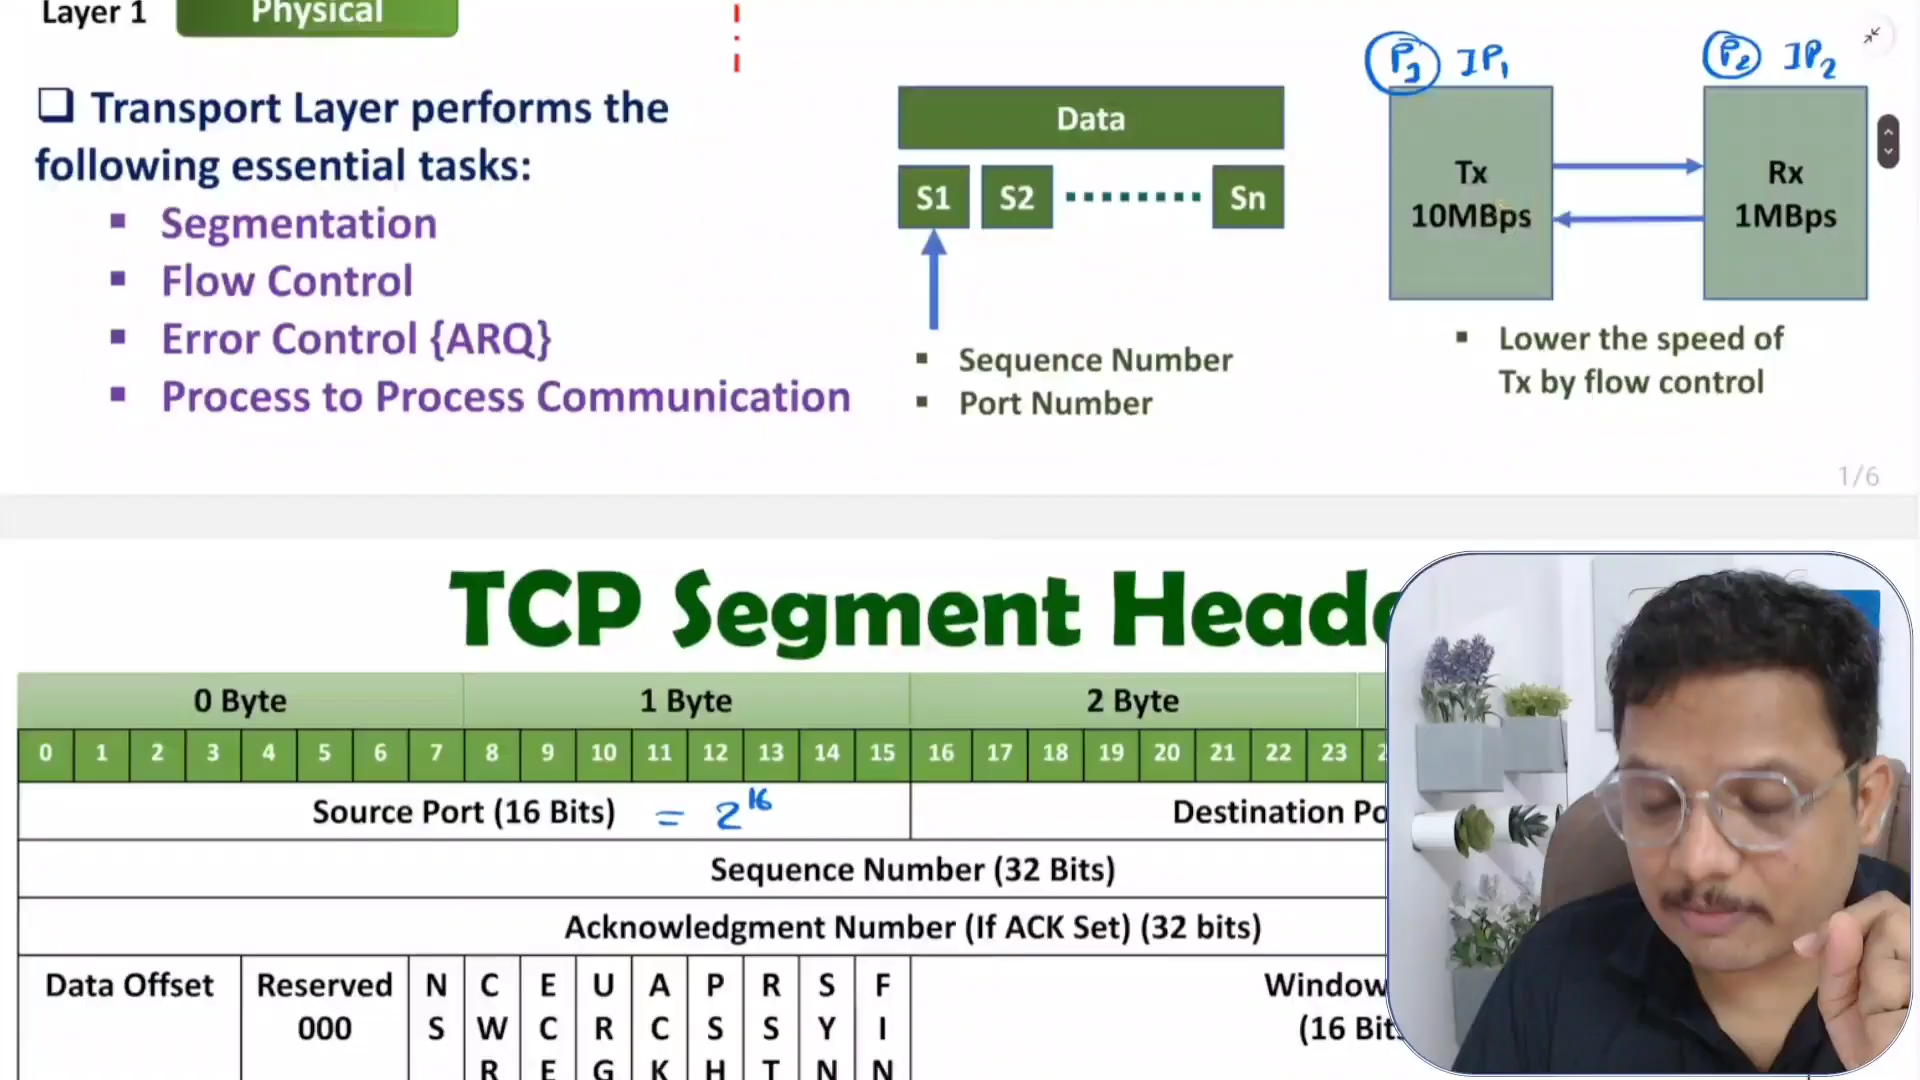 Layer 1 Physical
❑ Transport Layer performs the
following essential tasks:
▪ Segmentation
▪ Flow Control
▪ Error Control {ARQ}
▪ Process to Process Communication
Data
S1 S2 Sn
▪ Sequence Number
▪ Port Number
IP1
P2 IP2
Tx
10MBps
Rx
1MBps
▪ Lower the speed of
Tx by flow control
1/6
TCP Segment
0 Byte 1 Byte 2 Byte
0 1 2 3 4 5 6 7 8 9 10 11 12 13 14 15 16 17 18 19 20 21 22 23
Source Port (16 Bits) = 2^16 Destination
Sequence Number (32 Bits)
Acknowledgment Number (If ACK Set) (32 bits)
Data Offset
Reserved
000
N
S
C
W
R
E
C
E
U
R
G
A
C
K
P
S
H
R
S
T
S
Y
N
F
I
N
Window
(16